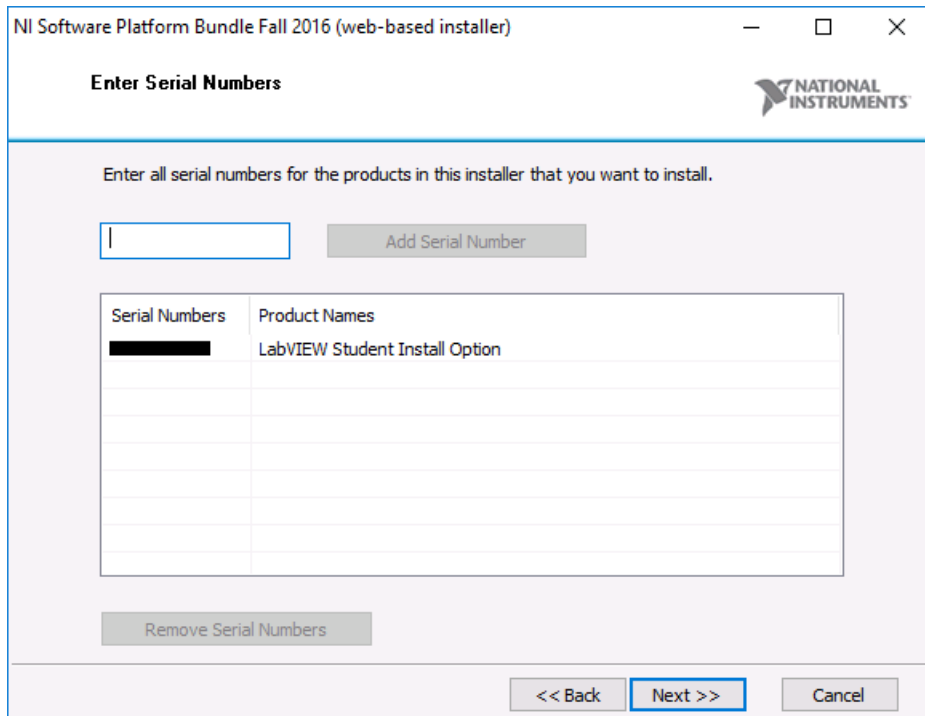 NI Software Platform Bundle Fall 2016 (web-based installer)
Enter Serial Numbers
NATIONAL
INSTRUMENTS
Enter all serial numbers for the products in this installer that you want to install.
Add Serial Number
Serial Numbers Product Names
LabVIEW Student Install Option
Remove Serial Numbers
<< Back Next >> Cancel